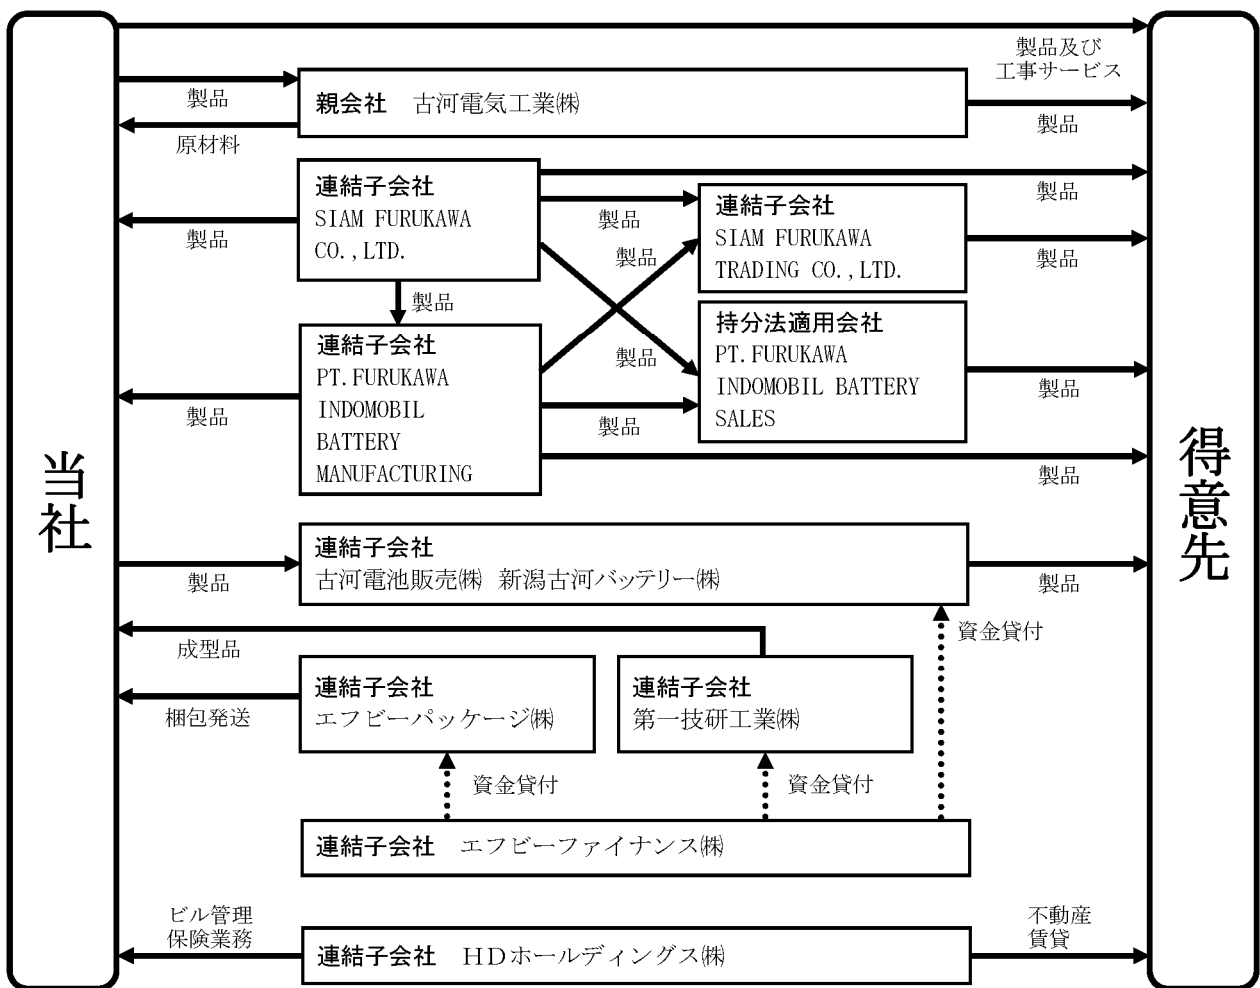 当社
製品及び
工事サービス
製品
親会社 古河電気工業㈱
製品
原材料
連結子会社
SIAM FURUKAWA
CO.,LTD.
製品
製品
製品
連結子会社
SIAM FURUKAWA
TRADING CO.,LTD.
製品
製品
製品
製品
連結子会社
PT.FURUKAWA
INDOMOBIL
BATTERY
MANUFACTURING
製品
製品
製品
持分法適用会社
PT.FURUKAWA
INDOMOBIL BATTERY
SALES
製品
製品
得意先
連結子会社
古河電池販売㈱ 新潟古河バッテリー㈱
製品
製品
成型品
資金貸付
連結子会社
エフビーパッケージ㈱
梱包発送
連結子会社
第一技研工業㈱
資金貸付
資金貸付
連結子会社 エフビーファイナンス㈱
ビル管理
保険業務
連結子会社 HDホールディングス㈱
不動産
賃貸